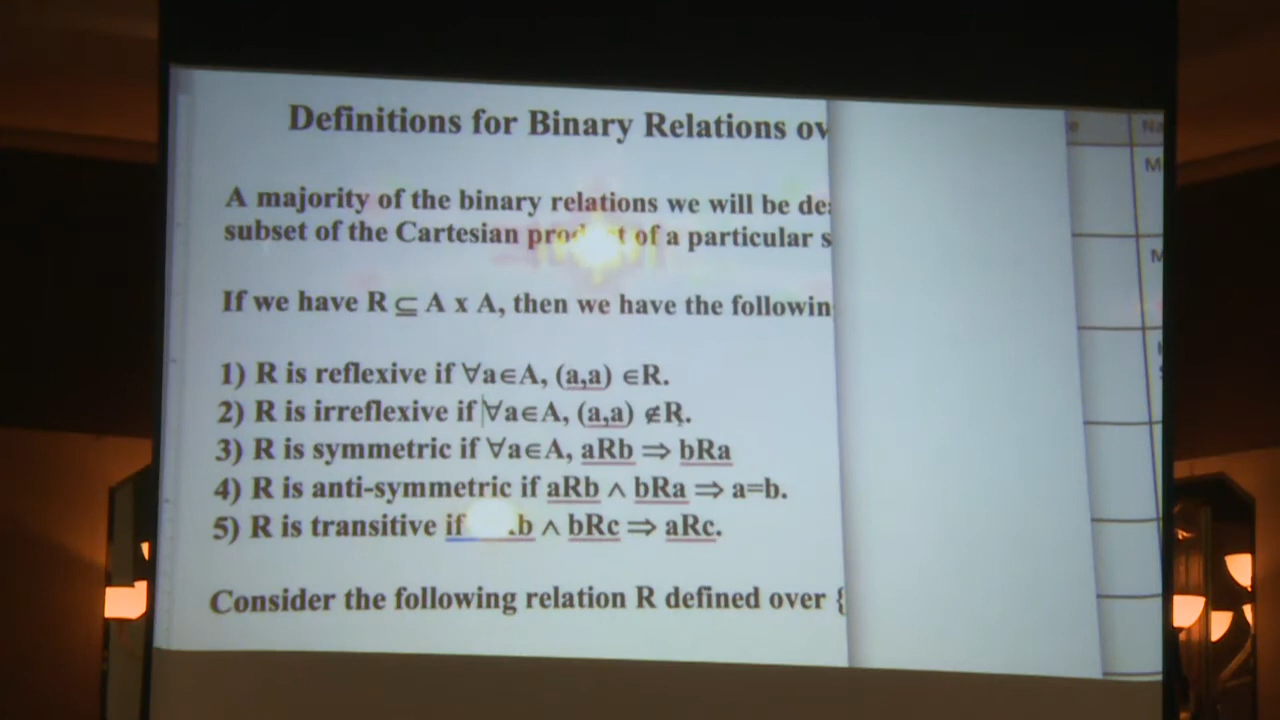 Definitions for Binary Relations ov
A majority of the binary relations we will be de
subset of the Cartesian of a particular s
If we have R ⊆ A x A, then we have the followin
1) R is reflexive if ∀a∈A, (a,a) ∈R.
2) R is irreflexive if ∀a∈A, (a,a) ∉R.
3) R is symmetric if ∀a∈A, aRb ⇒ bRa
4) R is anti-symmetric if aRb ∧ bRa ⇒ a=b.
5) R is transitive if b ∧ bRc ⇒ aRc.
Consider the following relation R defined over {